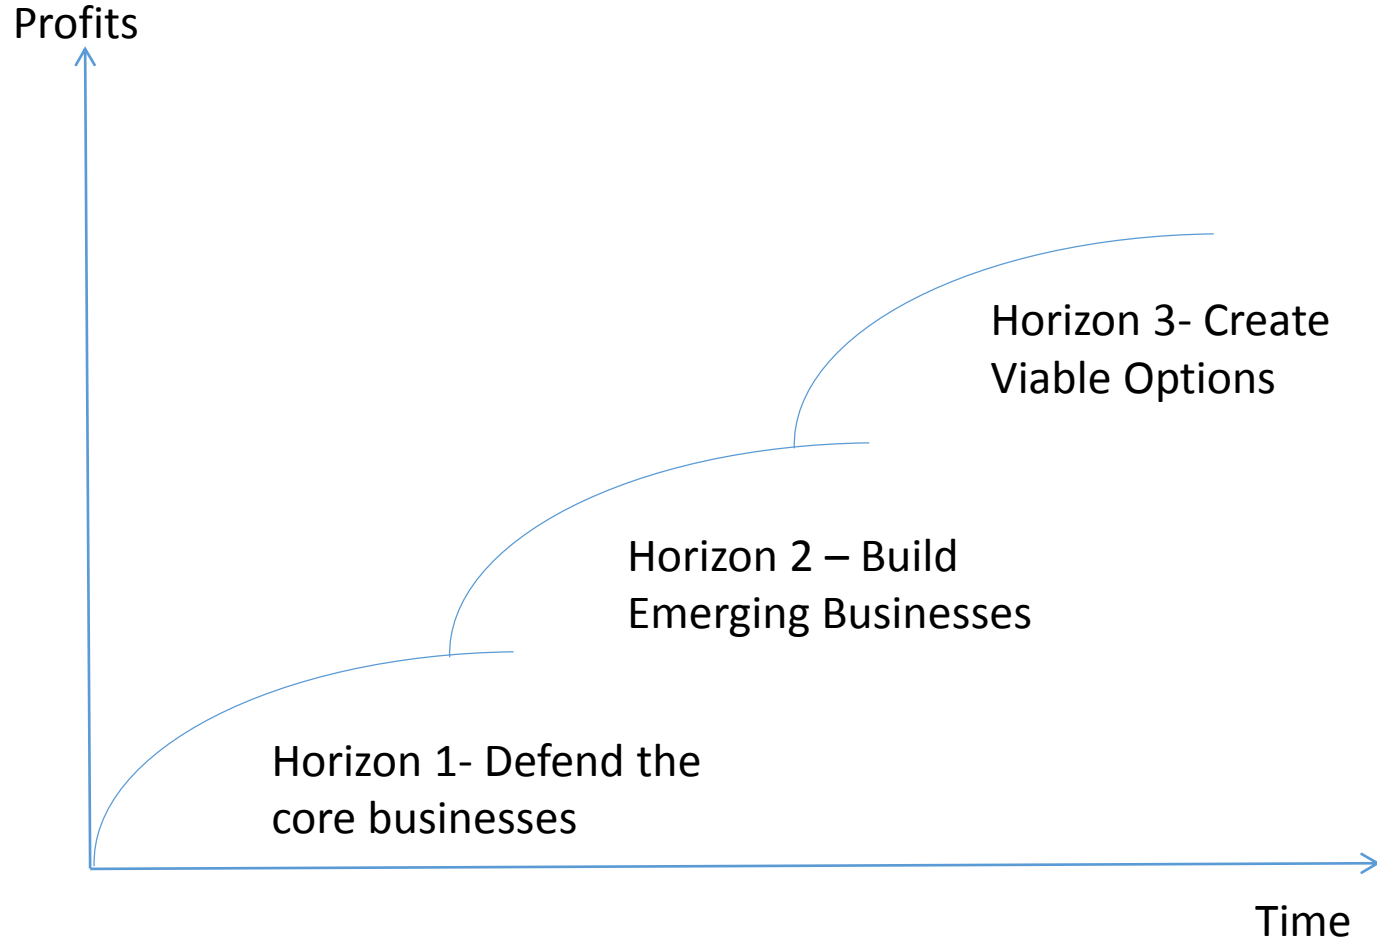 Profits
Horizon 3- Create
Viable Options
Horizon 2 – Build
Emerging Businesses
Horizon 1- Defend the
core businesses
Time